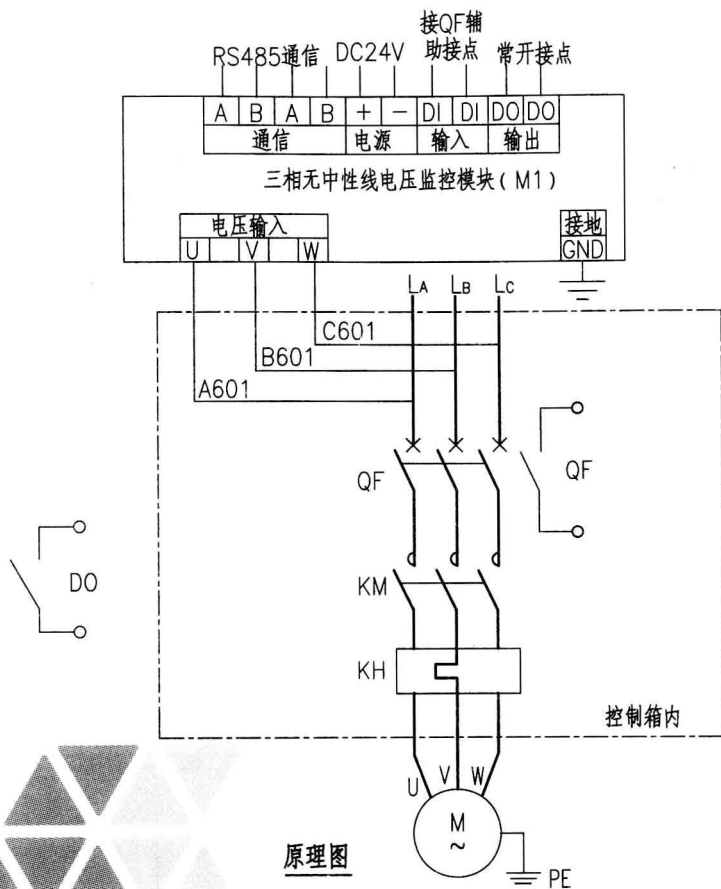 接QF辅
RS485通信 DC24V 助接点 常开接点
A B A B + - DI DI DO DO
通信 电源 输入 输出
三相无中性线电压监控模块(M1)
电压输入 接地
U V W GND
LA LB LC
C601
B601
A601
QF QF
DO KM
KH
控制箱内
U V W
M
~
原理图
PE